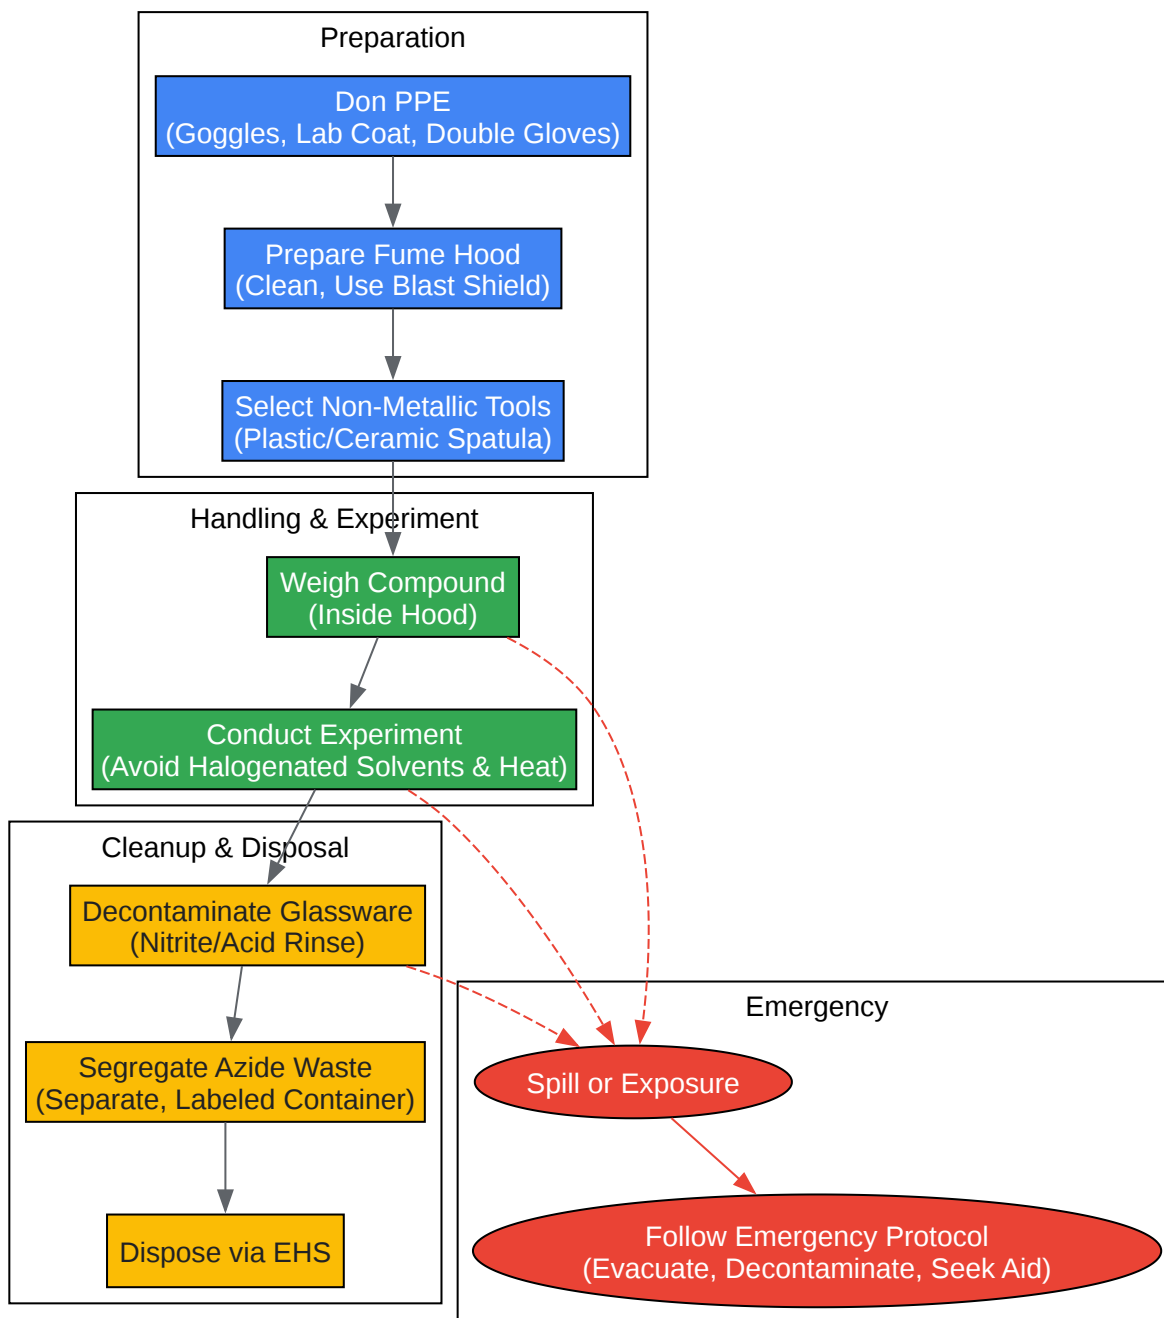 Preparation
Don PPE
(Goggles, Lab Coat, Double Gloves)
Prepare Fume Hood
(Clean, Use Blast Shield)
Select Non-Metallic Tools
(Plastic/Ceramic Spatula)
Handling & Experiment
Weigh Compound
(Inside Hood)
Conduct Experiment
(Avoid Halogenated Solvents & Heat)
Cleanup & Disposal
Decontaminate Glassware
(Nitrite/Acid Rinse)
Segregate Azide Waste
(Separate, Labeled Container)
Dispose via EHS
Emergency
Spill or Exposure
Follow Emergency Protocol
(Evacuate, Decontaminate, Seek Aid)